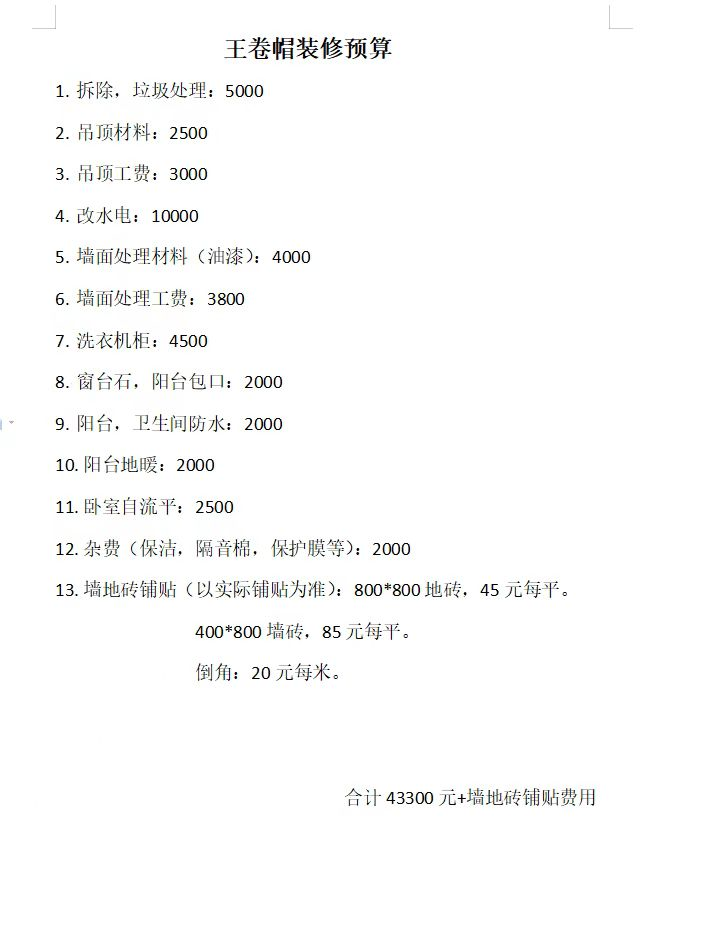 王卷帽装修预算
1. 拆除，垃圾处理：5000
2. 吊顶材料：2500
3. 吊顶工费：3000
4. 改水电：10000
5. 墙面处理材料（油漆）：4000
6. 墙面处理工费：3800
7. 洗衣机柜：4500
8. 窗台石，阳台包口：2000
9. 阳台，卫生间防水：2000
10. 阳台地暖：2000
11. 卧室自流平：2500
12. 杂费（保洁，隔音棉，保护膜等）：2000
13. 墙地砖铺贴（以实际铺贴为准）：800*800 地砖，45 元每平。
400*800 墙砖，85 元每平。
倒角：20 元每米。
合计 43300 元+墙地砖铺贴费用